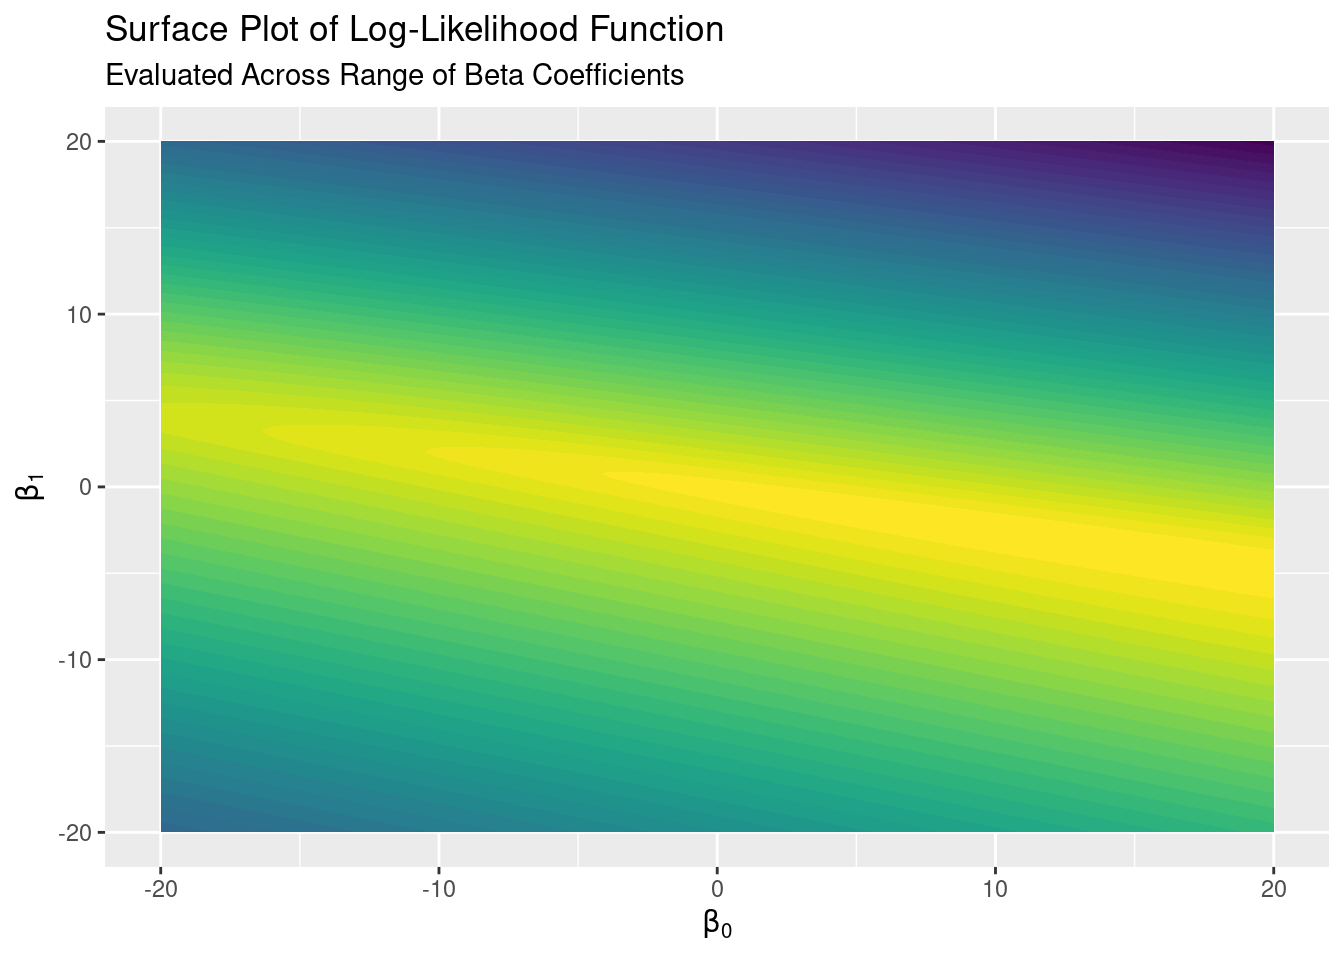 Surface Plot of Log-Likelihood Function
Evaluated Across Range of Beta Coefficients
20
10
0
-10
-20
β₁
-20 -10 0 10 20
β₀